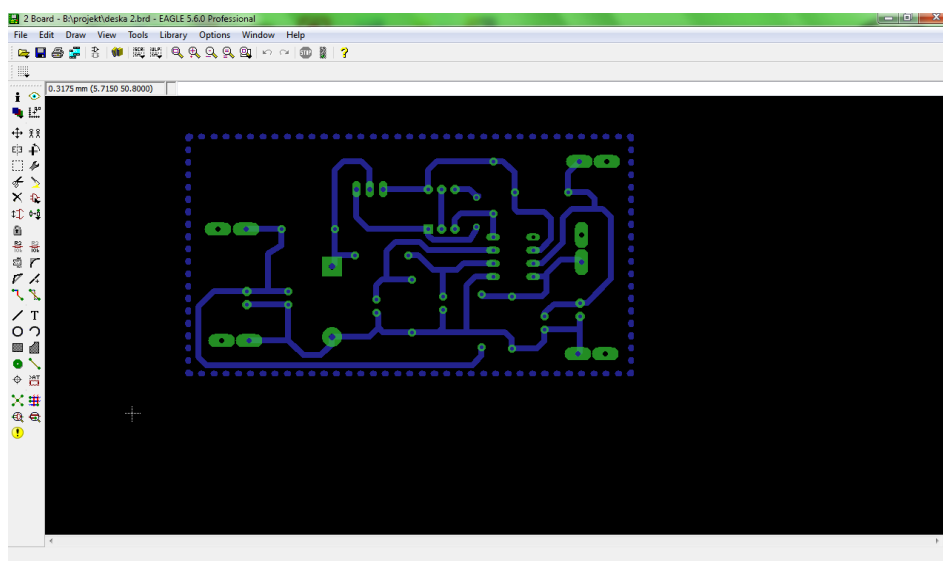 2 Board - B:\projekt\deska 2.brd - EAGLE 5.6.0 Professional
File Edit Draw View Tools Library Options Window Help
0.3175 mm (5.7150 50.8000)